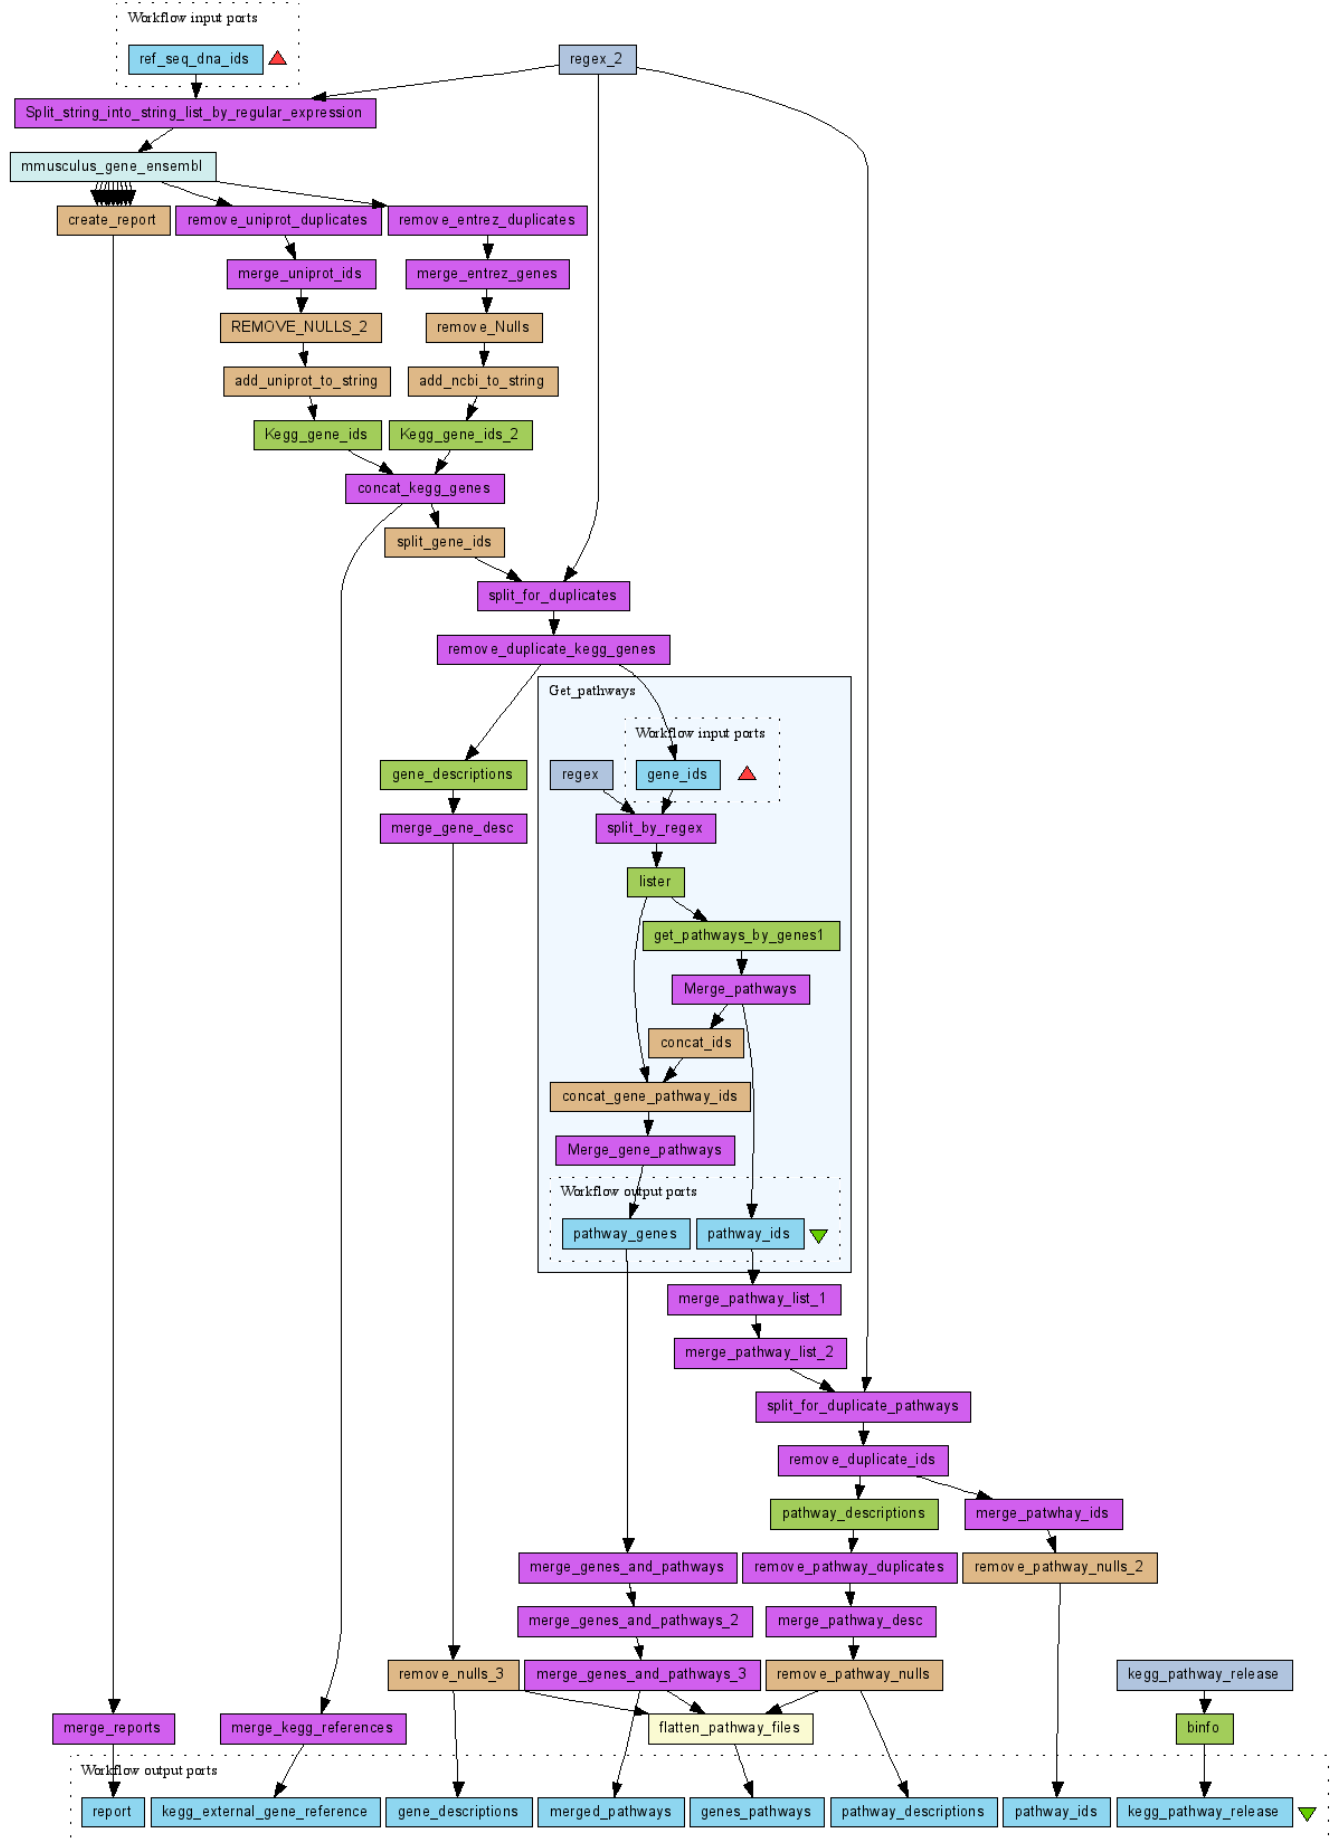 Workflow input ports
ref_seq_dna_ids
regex_2
Split_string_into_string_list_by_regular_expression
mmusculus_gene_ensembl
create_report
remove_uniprot_duplicates
remove_entrez_duplicates
merge_uniprot_ids
merge_entrez_genes
REMOVE_NULLS_2
remove_Nulls
add_uniprot_to_string
add_ncbi_to_string
Kegg_gene_ids
Kegg_gene_ids_2
concat_kegg_genes
split_gene_ids
split_for_duplicates
remove_duplicate_kegg_genes
Get_pathways
Workflow input ports
gene_descriptions
regex
gene_ids
merge_gene_desc
split_by_regex
lister
get_pathways_by_genes1
Merge_pathways
concat_ids
concat_gene_pathway_ids
Merge_gene_pathways
Workflow output ports
pathway_genes
pathway_ids
merge_pathway_list_1
merge_pathway_list_2
split_for_duplicate_pathways
remove_duplicate_ids
pathway_descriptions
merge_patwhay_ids
merge_genes_and_pathways
remove_pathway_duplicates
remove_pathway_nulls_2
merge_genes_and_pathways_2
merge_pathway_desc
remove_nulls_3
merge_genes_and_pathways_3
remove_pathway_nulls
kegg_pathway_release
merge_reports
merge_kegg_references
flatten_pathway_files
binfo
Workflow output ports
report
kegg_external_gene_reference
gene_descriptions
merged_pathways
genes_pathways
pathway_descriptions
pathway_ids
kegg_pathway_release